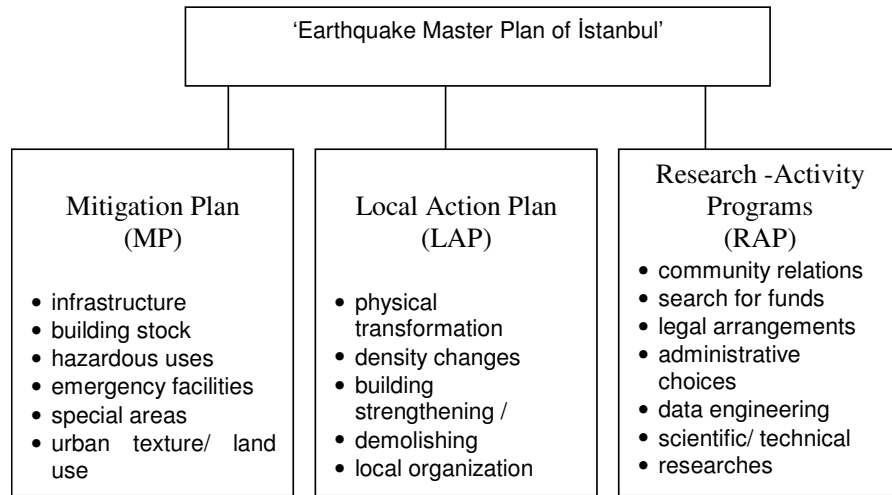 ‘Earthquake Master Plan of İstanbul’
Mitigation Plan
(MP)
• infrastructure
• building stock
• hazardous uses
• emergency facilities
• special areas
• urban texture/ land
use
Local Action Plan
(LAP)
• physical
transformation
• density changes
• building
strengthening /
• demolishing
• local organization
Research -Activity
Programs
(RAP)
• community relations
• search for funds
• legal arrangements
• administrative
choices
• data engineering
• scientific/ technical
• researches